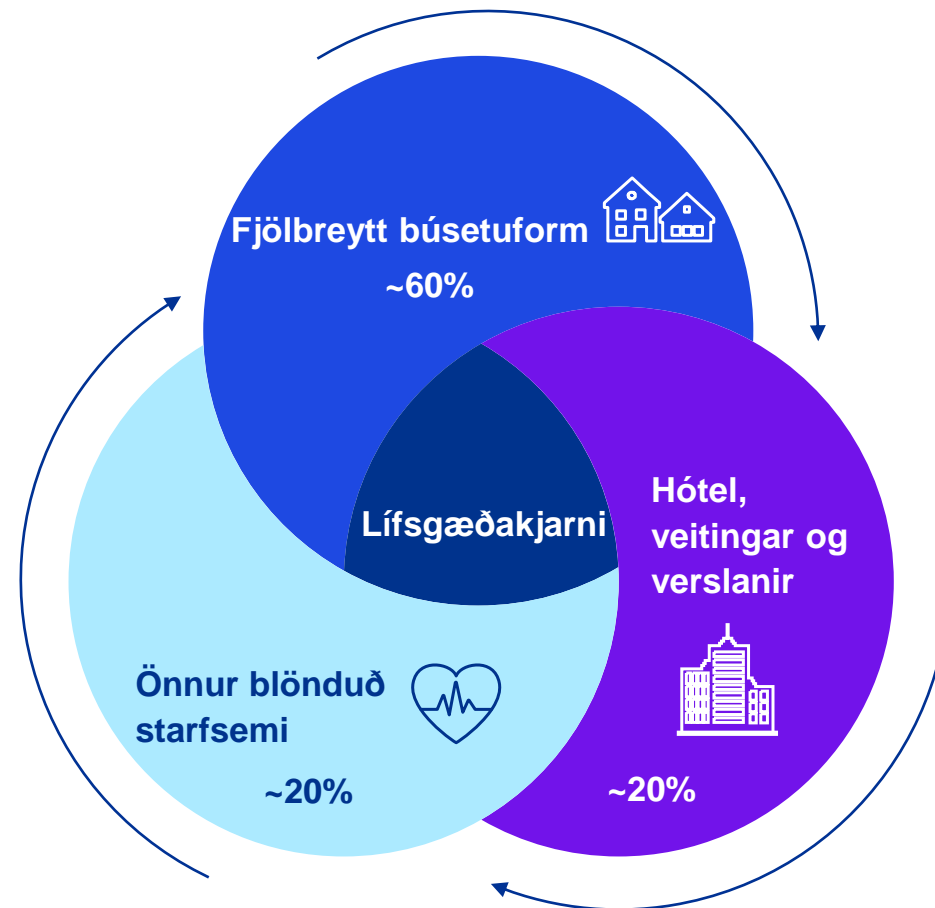 Fjölbreytt búsetuform
~60%
Lífsgæðakjarni
Hótel,
veitingar og
verslanir
~20%
Önnur blönduð
starfsemi
~20%